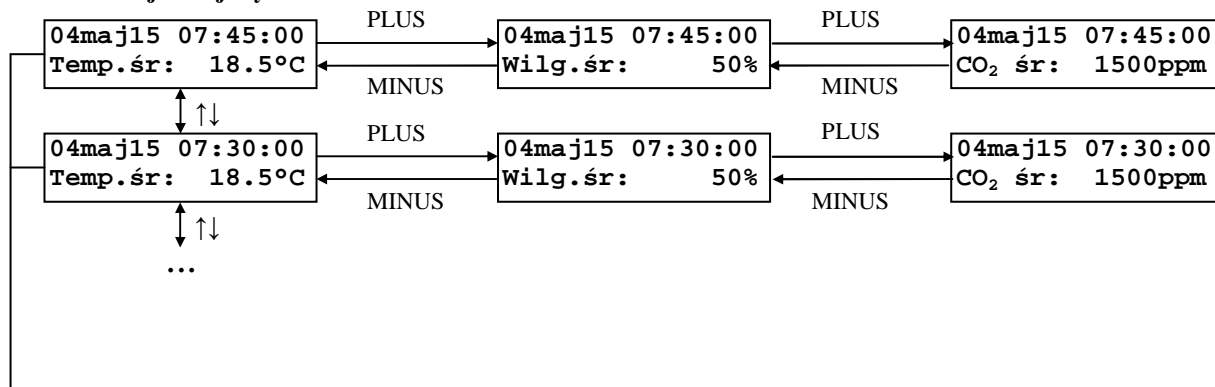 PLUS PLUS
04maj15 07:45:00 04maj15 07:45:00 04maj15 07:45:00
Temp.śr: 18.5°C Wilg.śr: 50% CO₂ śr: 1500ppm
MINUS MINUS
↑↓
PLUS PLUS
04maj15 07:30:00 04maj15 07:30:00 04maj15 07:30:00
Temp.śr: 18.5°C Wilg.śr: 50% CO₂ śr: 1500ppm
MINUS MINUS
↑↓
...